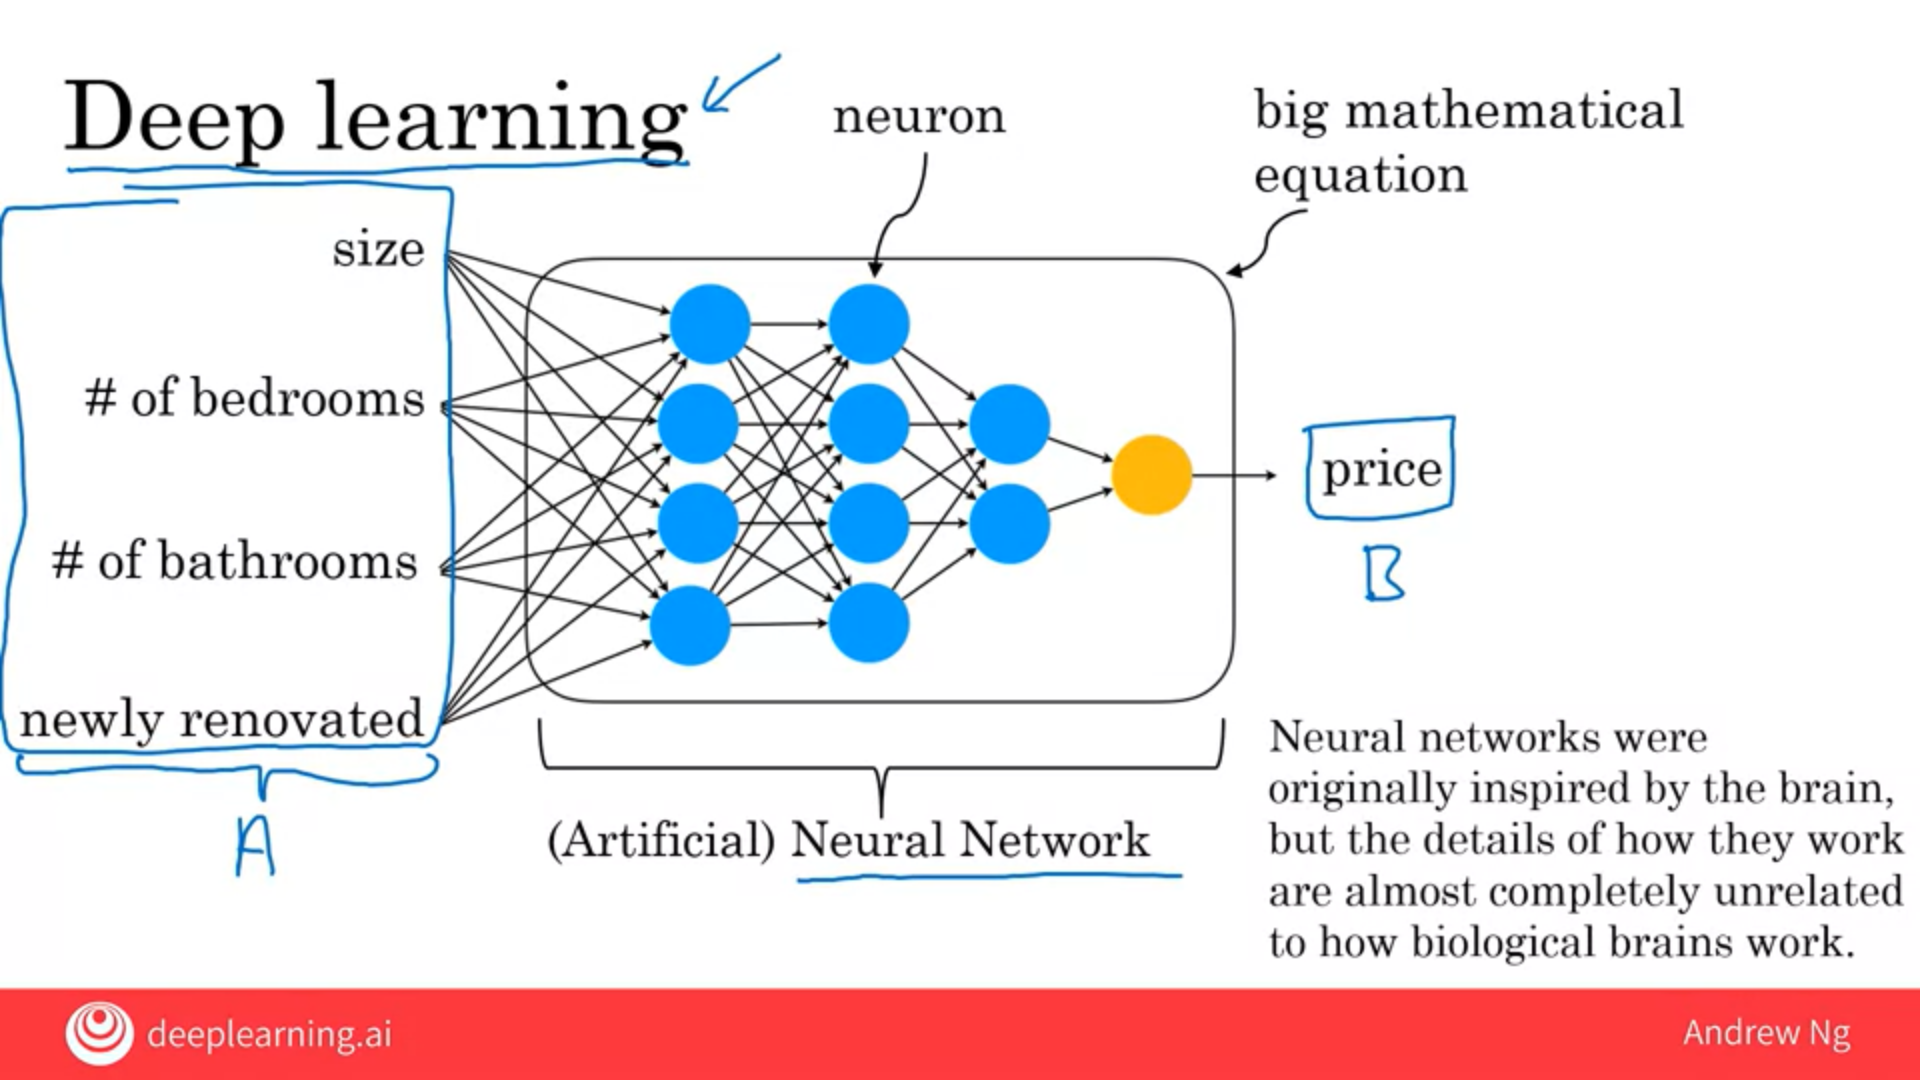 Deep learning
neuron
big mathematical
equation
size
# of bedrooms
# of bathrooms
newly renovated
A
price
B
(Artificial) Neural Network
Neural networks were
originally inspired by the brain,
but the details of how they work
are almost completely unrelated
to how biological brains work.
deeplearning.ai
Andrew Ng